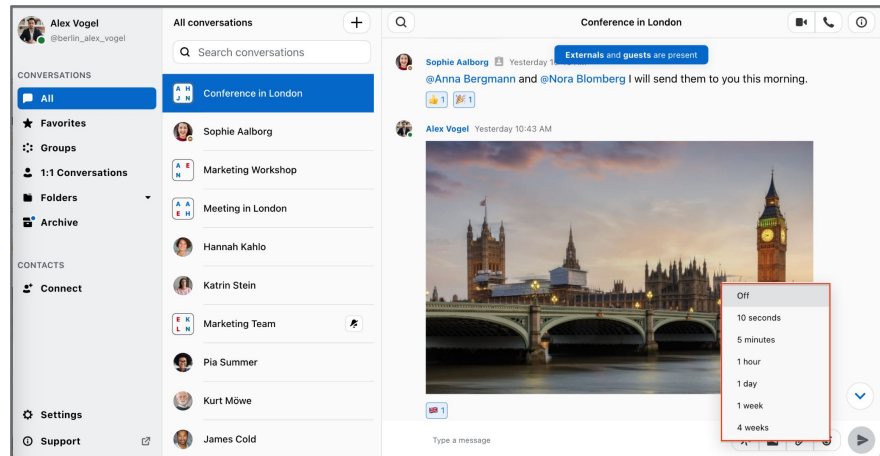 Alex Vogel
@berlin_alex_vogel
CONVERSATIONS
All
Favorites
Groups
1:1 Conversations
Folders
Archive
CONTACTS
Connect
Settings
Support
All conversations
Search conversations
A H
J N
Conference in London
Sophie Aalborg
A E
N
Marketing Workshop
A A
E H
Meeting in London
Hannah Kahlo
Katrin Stein
E K
L N
Marketing Team
Pia Summer
Kurt Möwe
James Cold
Conference in London
Externals and guests are present
Sophie Aalborg Yesterday
@Anna Bergmann and @Nora Blomberg I will send them to you this morning.
1 1
Alex Vogel Yesterday 10:43 AM
1
Off
10 seconds
5 minutes
1 hour
1 day
1 week
4 weeks
Type a message